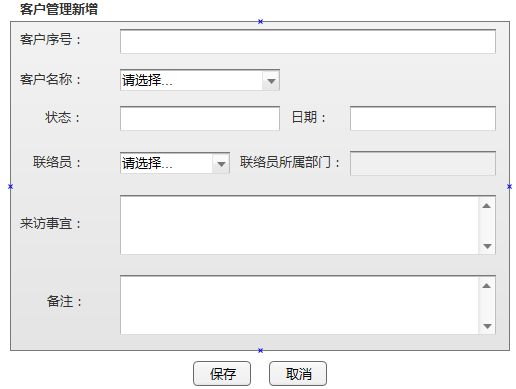 客户管理新增
客户序号：
客户名称： 请选择...
状态： 日期：
联络员： 请选择... 联络员所属部门：
来访事宜：
备注：
保存 取消